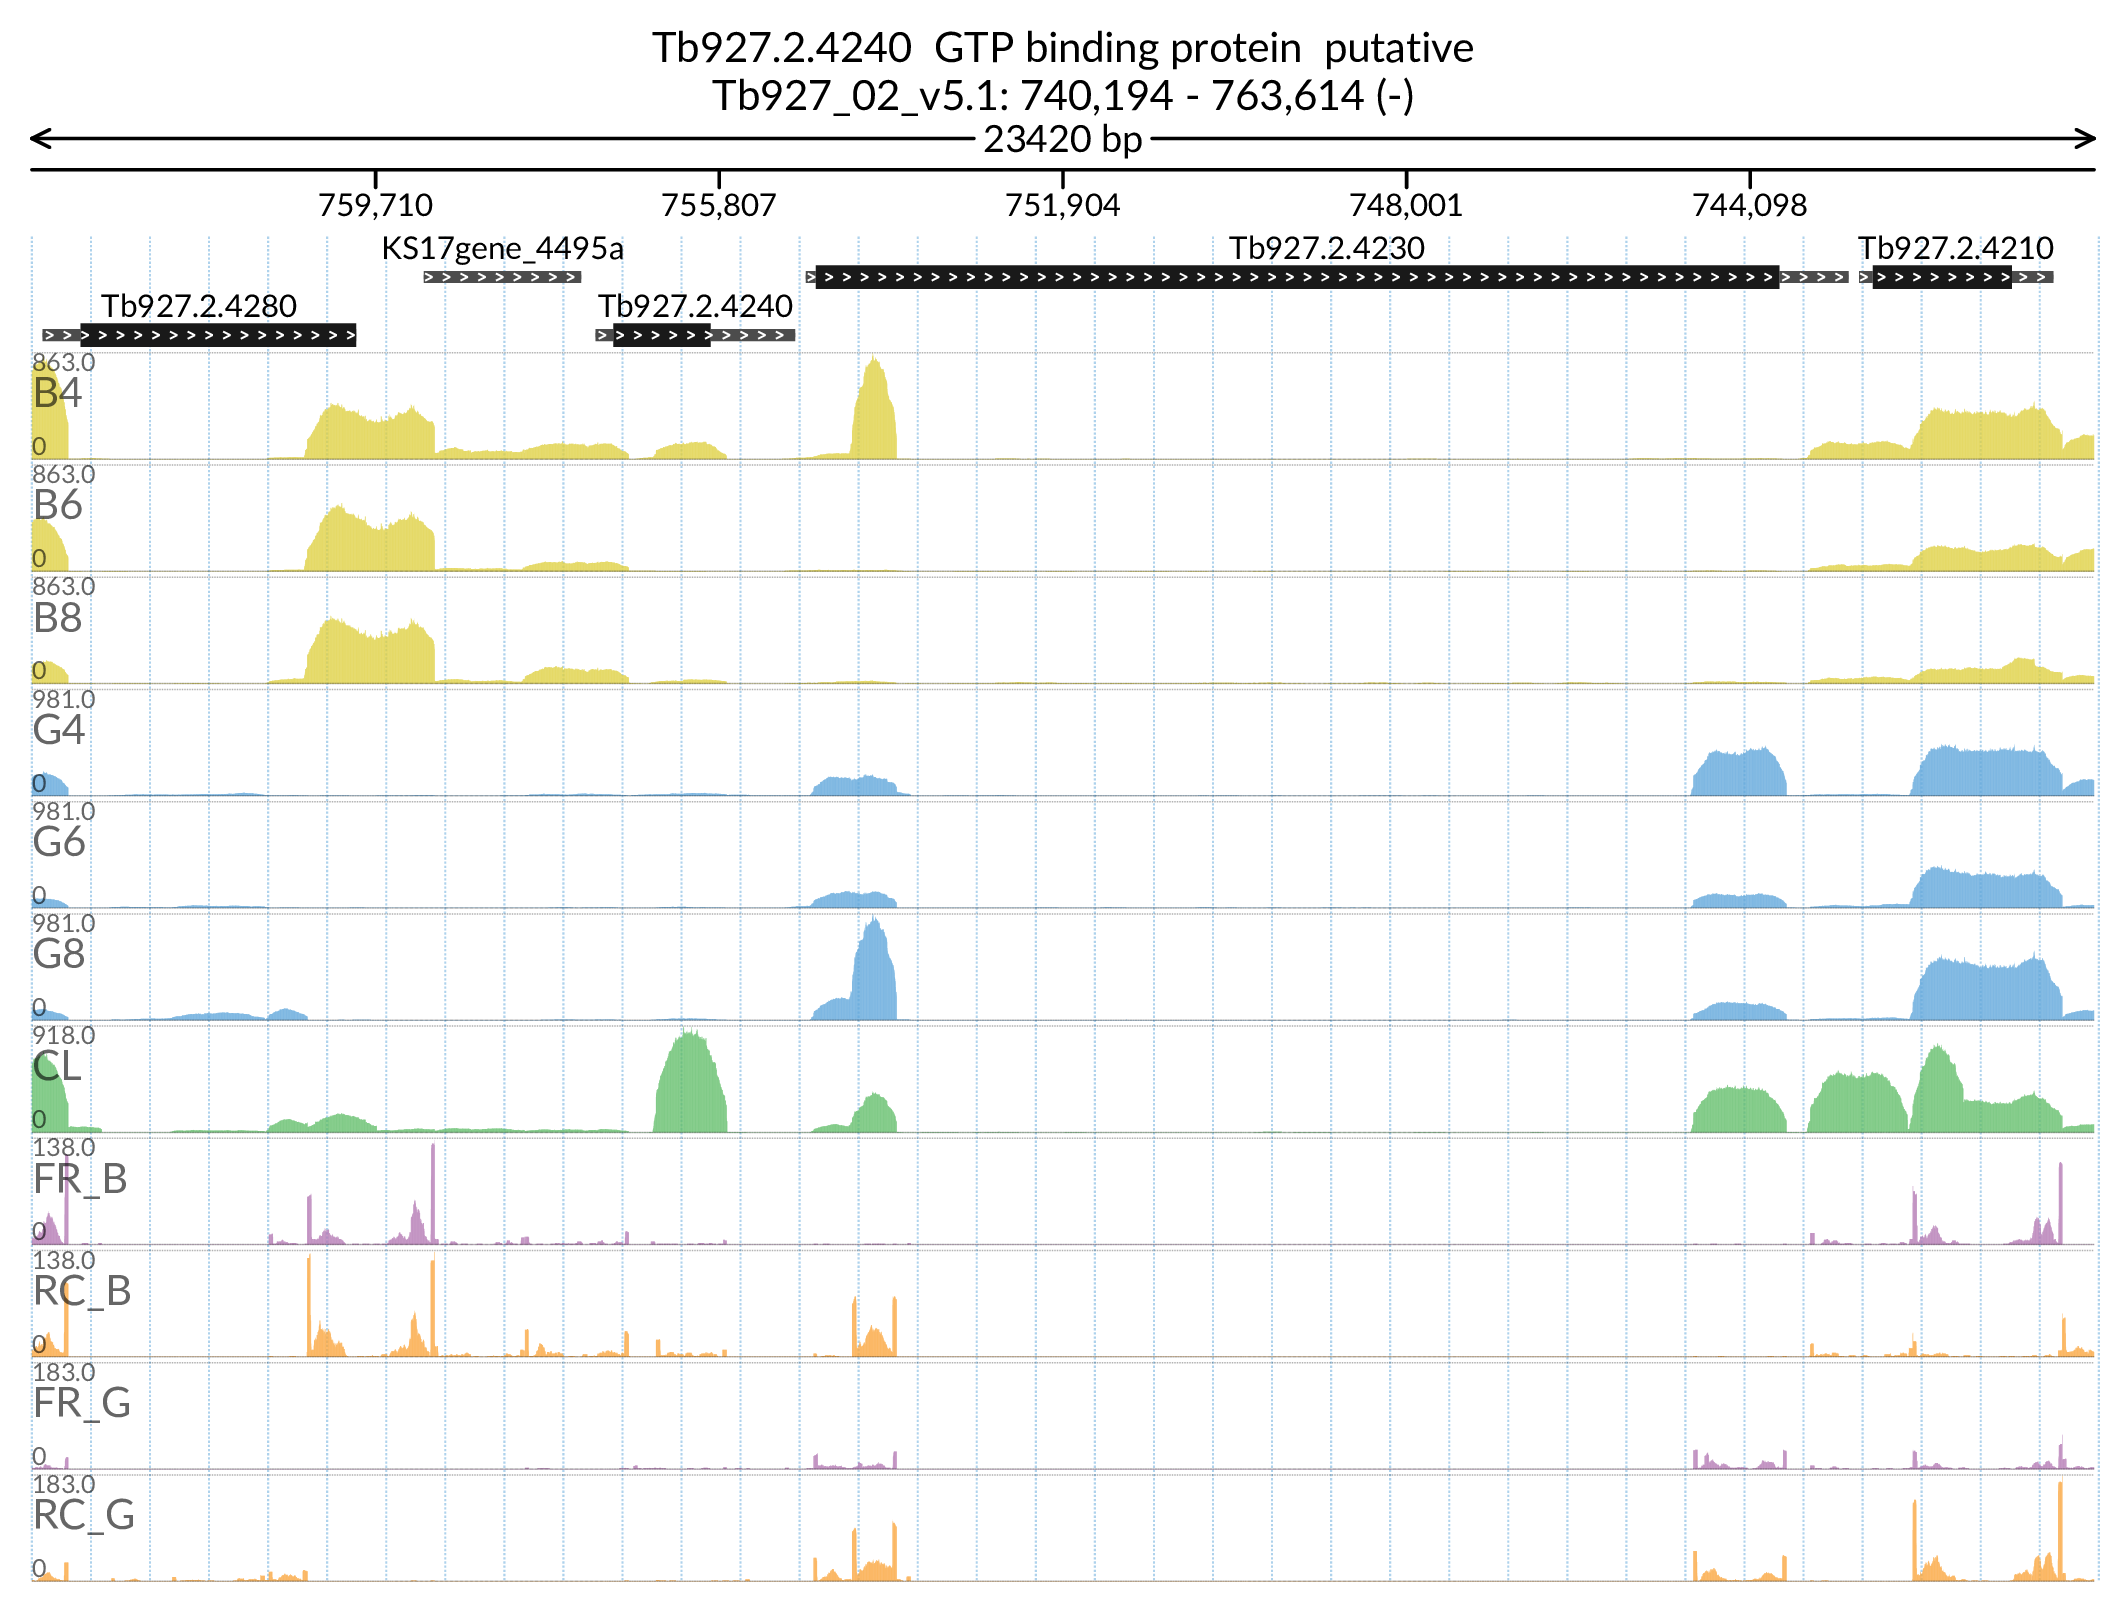 Tb927.2.4240  GTP binding protein  putative
Tb927_02_v5.1: 740,194 - 763,614 (-)
23420 bp
759,710 755,807 751,904 748,001 744,098
KS17gene_4495a Tb927.2.4230 Tb927.2.4210
Tb927.2.4280 Tb927.2.4240
863.0
B4
0
863.0
B6
0
863.0
B8
0
981.0
G4
0
981.0
G6
0
981.0
G8
0
918.0
CL
0
138.0
FR_B
0
138.0
RC_B
0
183.0
FR_G
0
183.0
RC_G
0